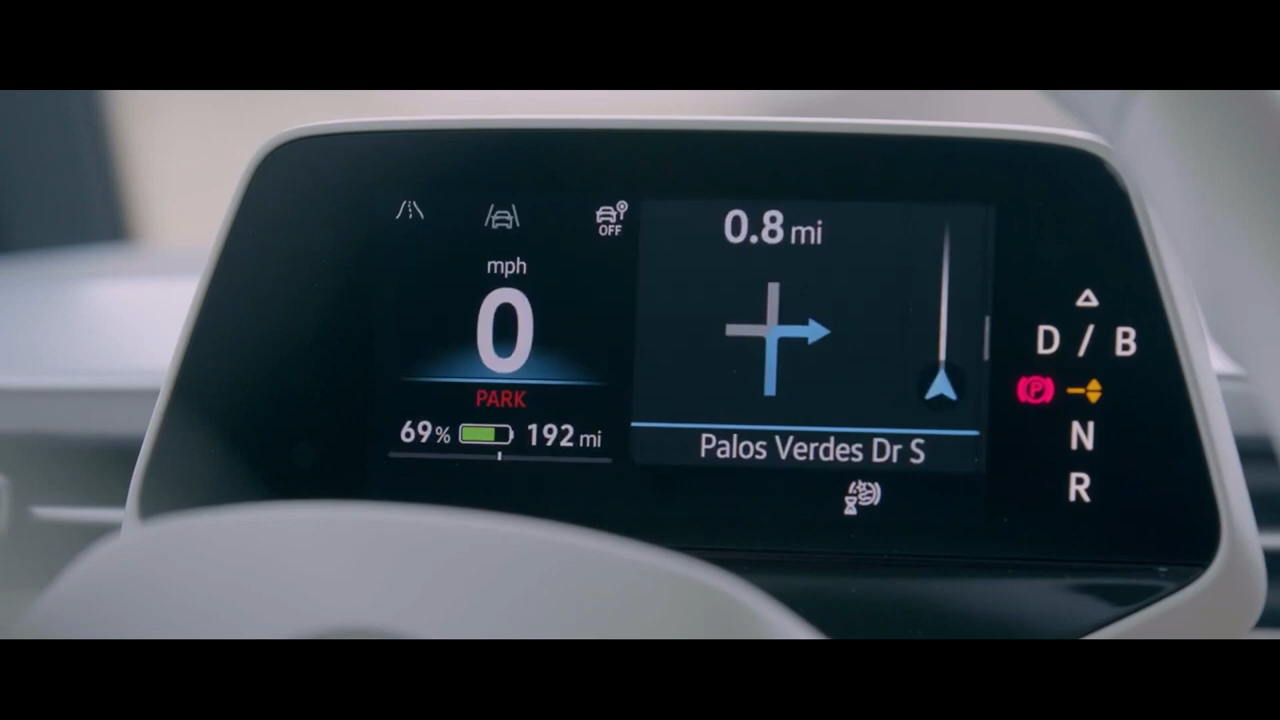 OFF
mph
0
PARK
69% 192 mi
0.8 mi
Palos Verdes Dr S
D / B
P
N
R